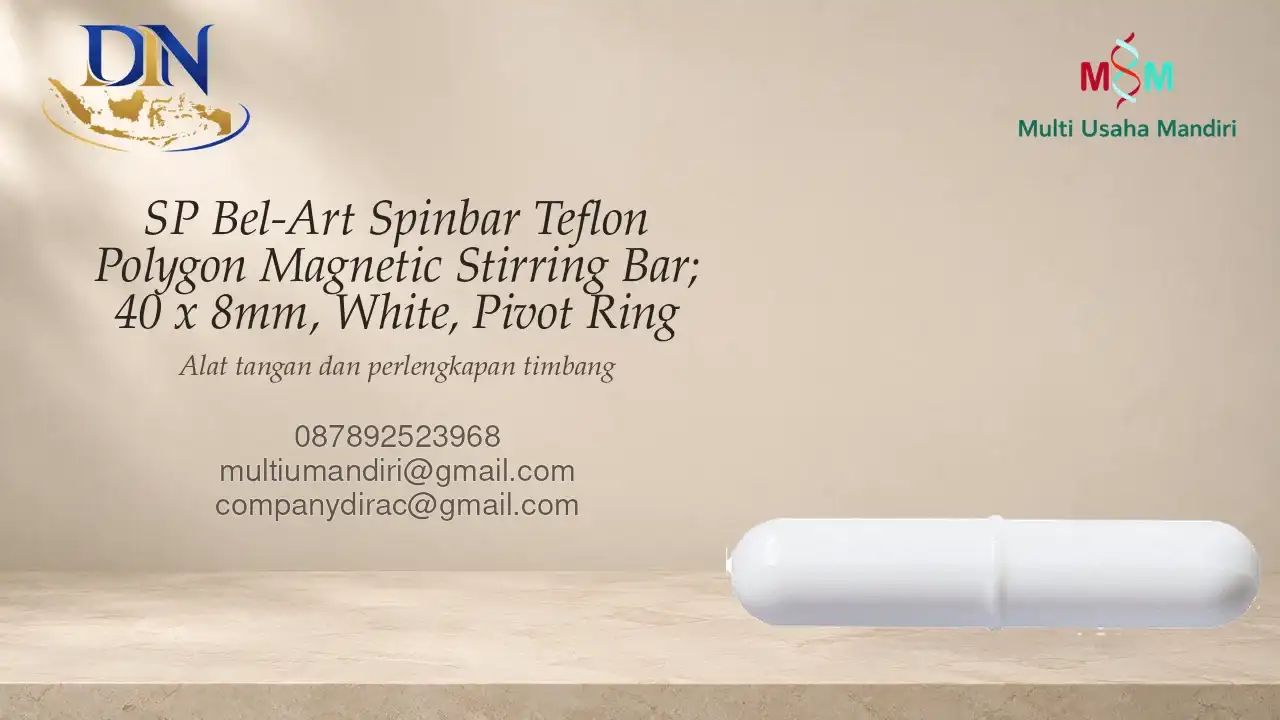 DIN
M M
Multi Usaha Mandiri
SP Bel-Art Spinbar Teflon
Polygon Magnetic Stirring Bar;
40 x 8mm, White, Pivot Ring
Alat tangan dan perlengkapan timbang
087892523968
multiumandiri@gmail.com
companydirac@gmail.com